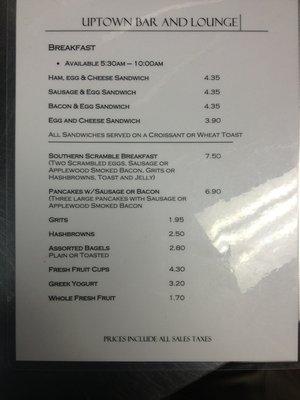 UPTOWN BAR AND LOUNGE
BREAKFAST
• AVAILABLE 5:30AM – 10:00AM
HAM, EGG & CHEESE SANDWICH 4.35
SAUSAGE & EGG SANDWICH 4.35
BACON & EGG SANDWICH 4.35
EGG AND CHEESE SANDWICH 3.90
ALL SANDWICHES SERVED ON A CROISSANT OR WHEAT TOAST
SOUTHERN SCRAMBLE BREAKFAST 7.50
(TWO SCRAMBLED EGGS, SAUSAGE OR
APPLEWOOD SMOKED BACON, GRITS OR
HASHBROWNS, TOAST AND JELLY)
PANCAKES W/SAUSAGE OR BACON 6.90
(THREE LARGE PANCAKES WITH SAUSAGE OR
APPLEWOOD SMOKED BACON
GRITS 1.95
HASHBROWNS 2.50
ASSORTED BAGELS 2.80
PLAIN OR TOASTED
FRESH FRUIT CUPS 4.30
GREEK YOGURT 3.20
WHOLE FRESH FRUIT 1.70
PRICES INCLUDE ALL SALES TAXES